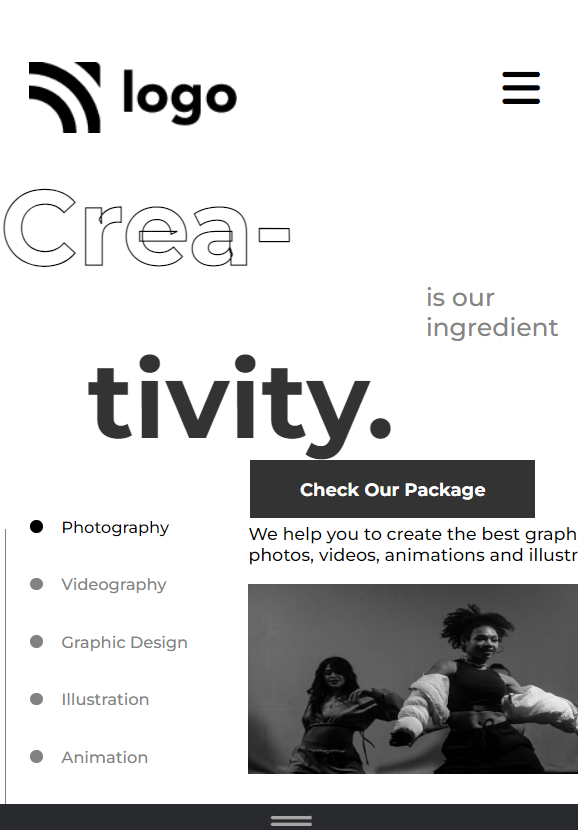 logo
Crea-
is our
ingredient
tivity.
Check Our Package
We help you to create the best graph
photos, videos, animations and illustr
Photography
Videography
Graphic Design
Illustration
Animation